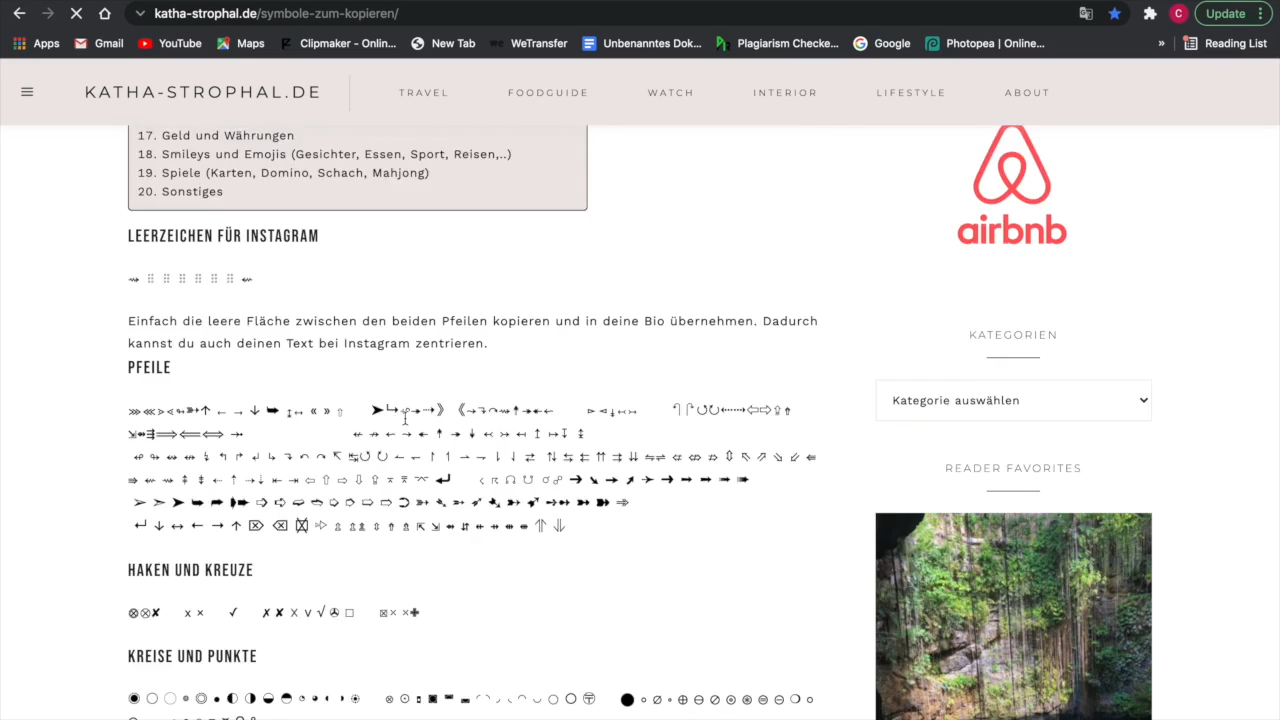 katha-strophal.de/symbole-zum-kopieren/
C
Update
Apps
Gmail
YouTube
Maps
Clipmaker - Onlin...
New Tab
WeTransfer
Unbenanntes Dok...
Plagiarism Checke...
Google
Photopea | Online...
»
Reading List
KATHA-STROPHAL.DE
TRAVEL
FOODGUIDE
WATCH
INTERIOR
LIFESTYLE
ABOUT
17. Geld und Währungen
18. Smileys und Emojis (Gesichter, Essen, Sport, Reisen,..)
19. Spiele (Karten, Domino, Schach, Mahjong)
20. Sonstiges
airbnb
LEERZEICHEN FÜR INSTAGRAM
Einfach die leere Fläche zwischen den beiden Pfeilen kopieren und in deine Bio übernehmen. Dadurch
kannst du auch deinen Text bei Instagram zentrieren.
KATEGORIEN
Kategorie auswählen
PFEILE
READER FAVORITES
HAKEN UND KREUZE
KREISE UND PUNKTE